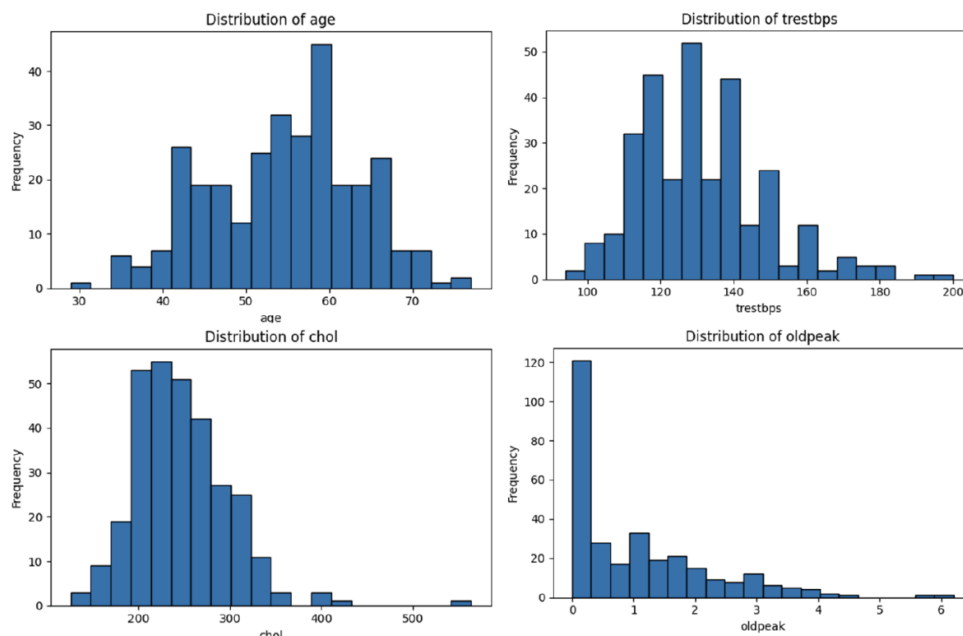 Distribution of age
Frequency
40
30
20
10
0
30 40 50 60 70
age
Distribution of trestbps
Frequency
50
40
30
20
10
0
100 120 140 160 180 200
trestbps
Distribution of chol
Frequency
50
40
30
20
10
0
200 300 400 500
chol
Distribution of oldpeak
Frequency
120
100
80
60
40
20
0
0 1 2 3 4 5 6
oldpeak